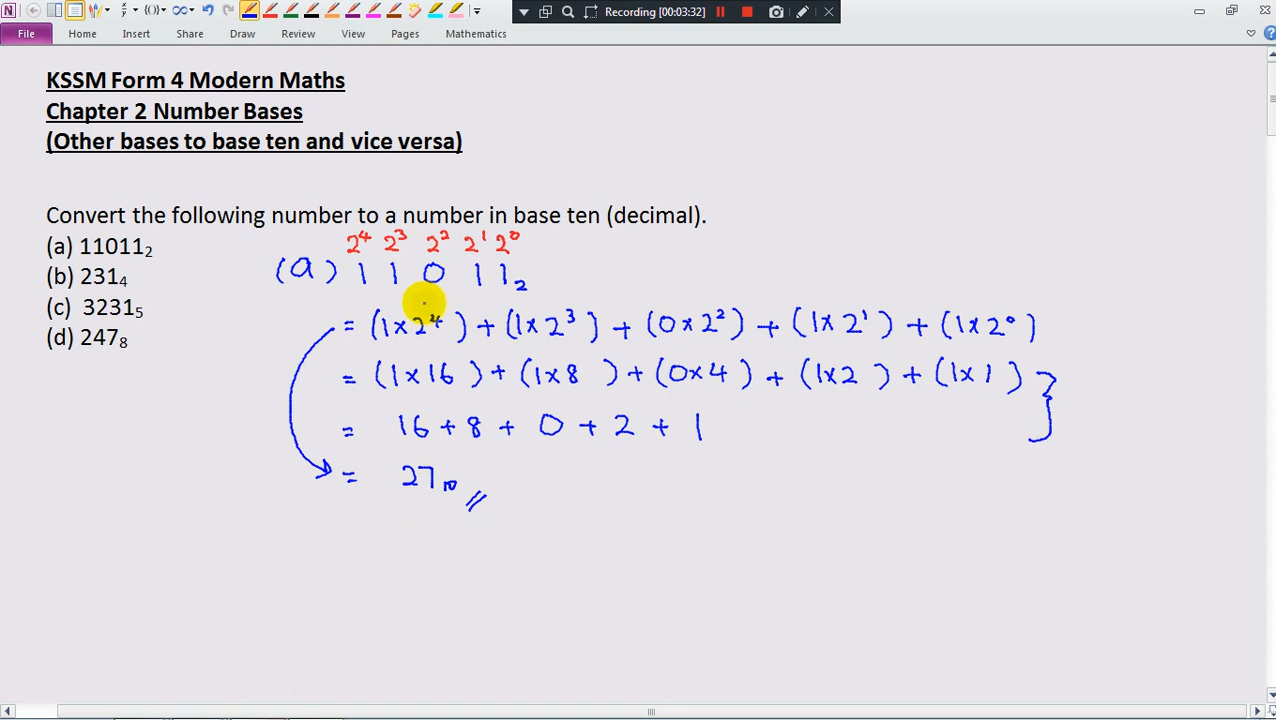 Recording [00:03:32]
File Home Insert Share Draw Review View Pages Mathematics
KSSM Form 4 Modern Maths
Chapter 2 Number Bases
(Other bases to base ten and vice versa)
Convert the following number to a number in base ten (decimal).
(a) 11011₂
(b) 231₄
(c) 3231₅
(d) 247₈
2⁴ 2³ 2² 2¹ 2⁰
(a) 1 1 0 1 1₂
= (1×2⁴) + (1×2³) + (0×2²) + (1×2¹) + (1×2⁰)
= (1×16) + (1×8) + (0×4) + (1×2) + (1×1)
= 16 + 8 + 0 + 2 + 1
= 27₁₀